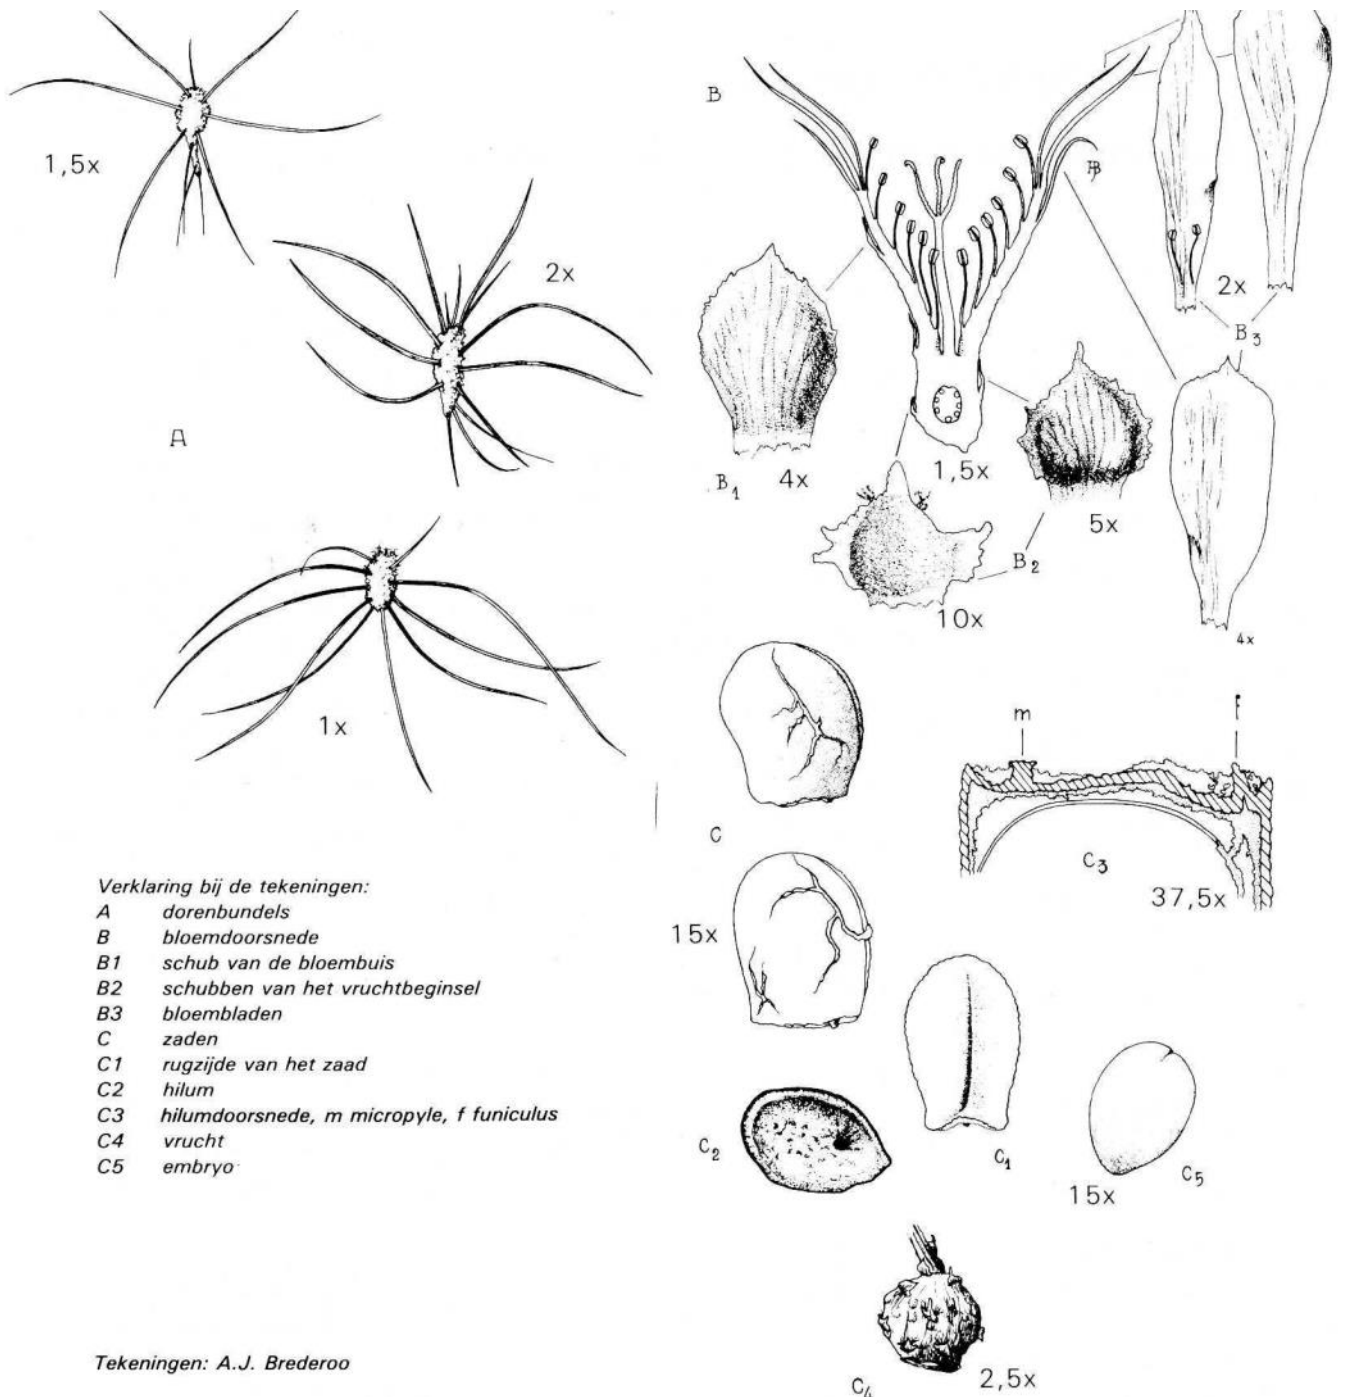 1,5x
2x
A
1x
Verklaring bij de tekeningen:
A dorenbundels
B bloemdoorsnede
B1 schub van de bloembuis
B2 schubben van het vruchtbeginsel
B3 bloembladen
C zaden
C1 rugzijde van het zaad
C2 hilum
C3 hilumdoorsnede, m micropyle, f funiculus
C4 vrucht
C5 embryo
Tekeningen: A.J. Brederoo
B
2x
B3
B1
4x
1,5x
5x
B2
10x
4x
m
f
C
C3
37,5x
15x
C2
C1
C5
15x
C4
2,5x